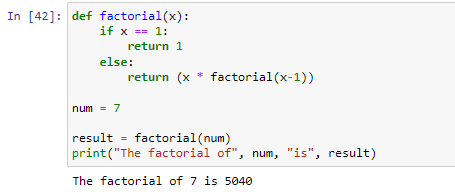 In [42]: def factorial(x):
    if x == 1:
        return 1
    else:
        return (x * factorial(x-1))
num = 7
result = factorial(num)
print("The factorial of", num, "is", result)
The factorial of 7 is 5040